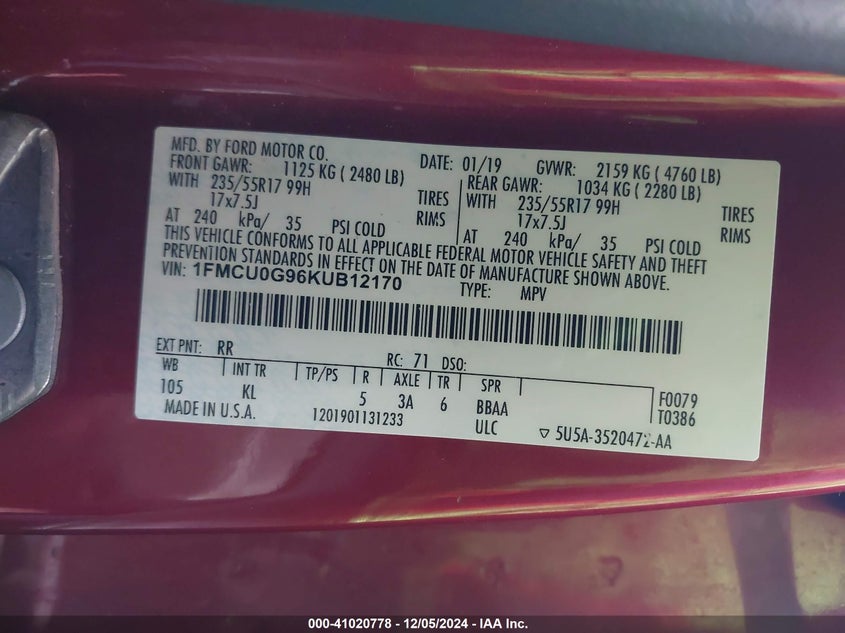 MFD. BY FORD MOTOR CO. DATE: 01/19 GVWR: 2159 KG ( 4760 LB)
FRONT GAWR: 1125 KG ( 2480 LB) REAR GAWR: 1034 KG ( 2280 LB)
WITH 235/55R17 99H TIRES WITH 235/55R17 99H TIRES
17x7.5J RIMS 17x7.5J RIMS
AT 240 kPa/ 35 PSI COLD AT 240 kPa/ 35 PSI COLD
THIS VEHICLE CONFORMS TO ALL APPLICABLE FEDERAL MOTOR VEHICLE SAFETY AND THEFT
PREVENTION STANDARDS IN EFFECT ON THE DATE OF MANUFACTURE SHOWN ABOVE.
VIN: 1FMCU0G96KUB12170 TYPE: MPV
EXT PNT: RR RC: 71 DSO:
WB INT TR TP/PS R AXLE TR SPR F0079
105 KL 5 3A 6 BBAA T0386
MADE IN U.S.A. 1201901131233 ULC ▽ 5U5A-3520472-AA
000-41020778 - 12/05/2024 - IAA Inc.